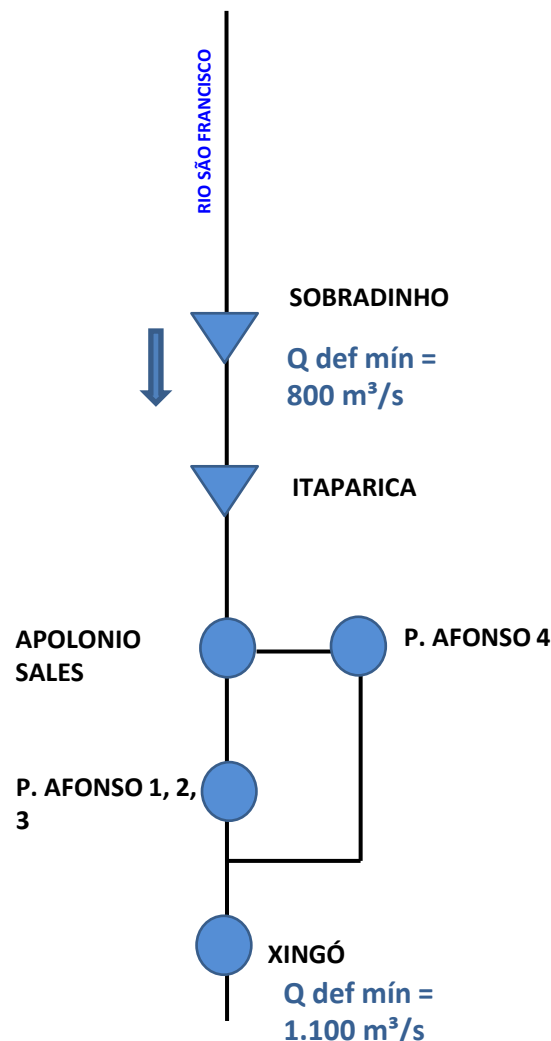 RIO SÃO FRANCISCO
SOBRADINHO
Q def mín =
800 m³/s
ITAPARICA
APOLONIO
SALES
P. AFONSO 4
P. AFONSO 1, 2,
3
XINGÓ
Q def mín =
1.100 m³/s